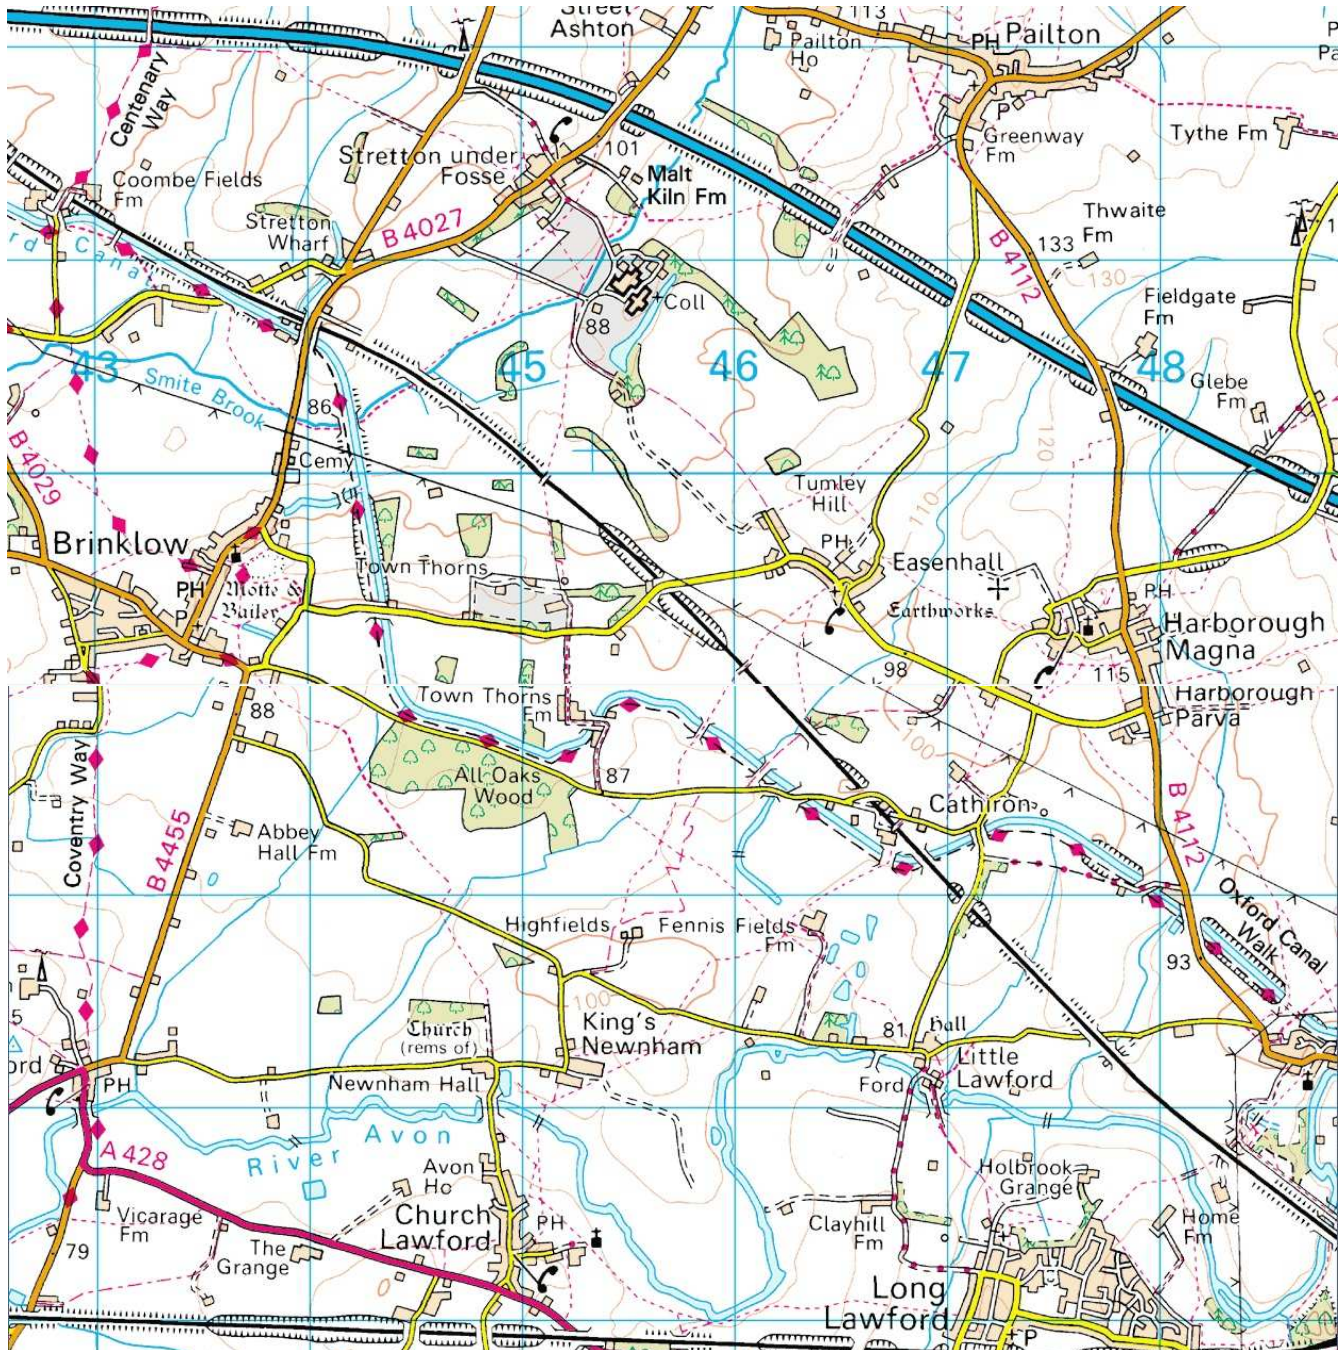 Street
Ashton
113
Pailton
Ho
PH
Pailton
P
Greenway
Fm
Tythe Fm
Centenary
Way
Coombe Fields
Fm
Stretton under
Fosse
101
Malt
Kiln Fm
Stretton
Wharf
B 4027
B 4112
133
Thwaite
Fm
130
Fieldgate
Fm
Canal
Coll
88
43
45
46
47
48
Glebe
Fm
Smite Brook
86
B 4029
Cemy
120
Tumley
Hill
110
Brinklow
PH
Town Thorns
Easenhall
PH
Motte &
Bailey
P
Earthworks
PH
Harborough
Magna
98
115
Town Thorns
Fm
Harborough
Parva
88
100
Coventry Way
All Oaks
Wood
87
Cathiron
B 4455
Abbey
Hall Fm
B 4112
Oxford Canal
Walk
Highfields
Fennis Fields
Fm
93
100
King's
Newnham
Church
(rems of)
81
Hall
Little
Lawford
PH
Newnham Hall
Ford
River Avon
A 428
Avon
Ho
Holbrook
Grange
Vicarage
Fm
The
Grange
Church
Lawford
PH
Clayhill
Fm
Home
Fm
79
Long
Lawford
P